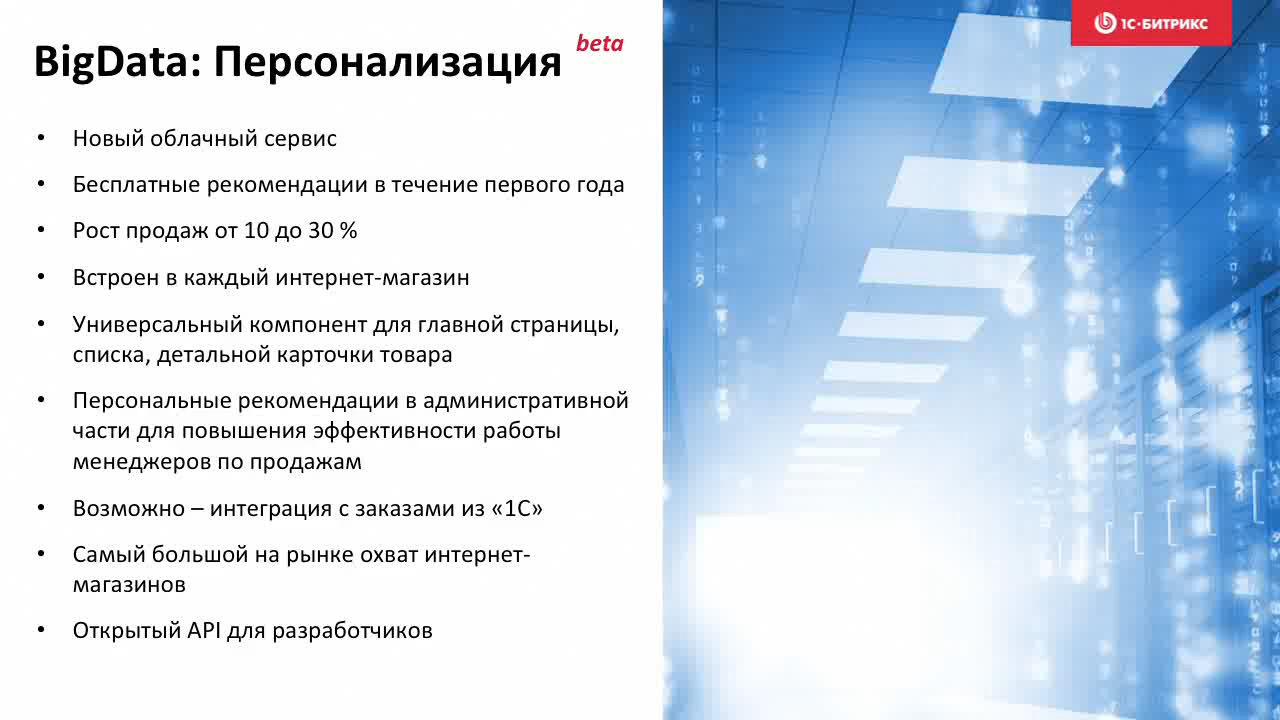 BigData: Персонализация beta
1С·БИТРИКС
• Новый облачный сервис
• Бесплатные рекомендации в течение первого года
• Рост продаж от 10 до 30 %
• Встроен в каждый интернет-магазин
• Универсальный компонент для главной страницы,
списка, детальной карточки товара
• Персональные рекомендации в административной
части для повышения эффективности работы
менеджеров по продажам
• Возможно – интеграция с заказами из «1С»
• Самый большой на рынке охват интернет-
магазинов
• Открытый API для разработчиков